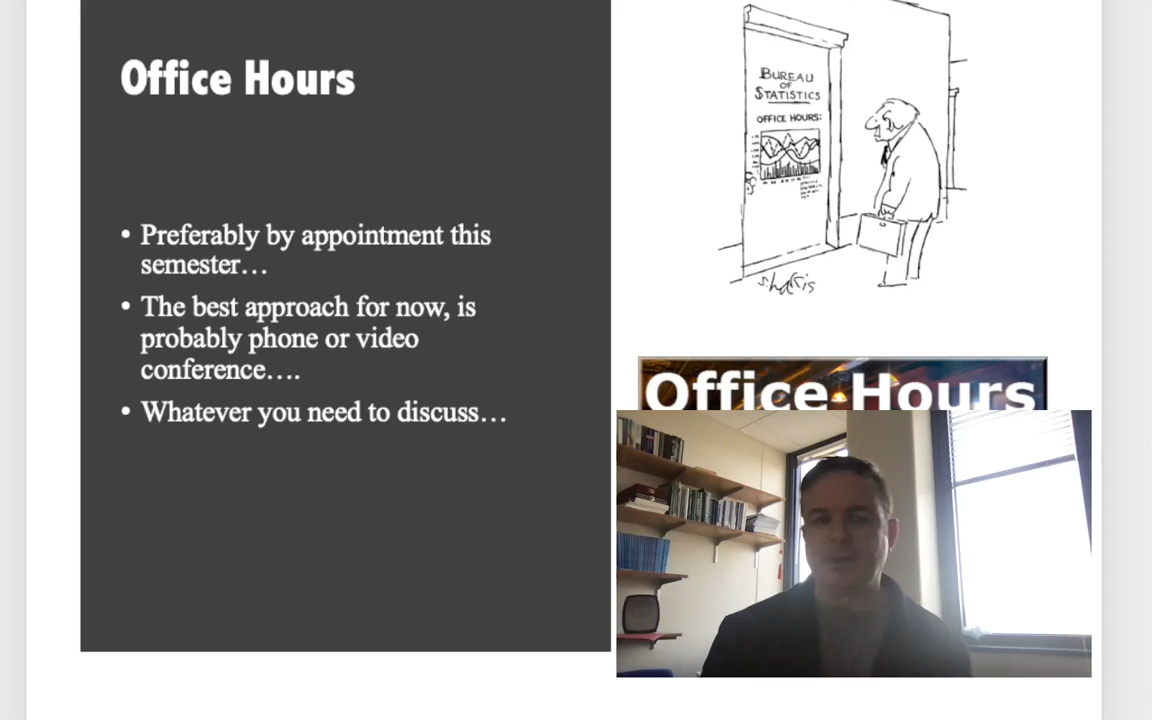 Office Hours
• Preferably by appointment this
semester…
• The best approach for now, is
probably phone or video
conference….
• Whatever you need to discuss…
BUREAU
OF
STATISTICS
OFFICE HOURS:
S.Harris
Office Hours